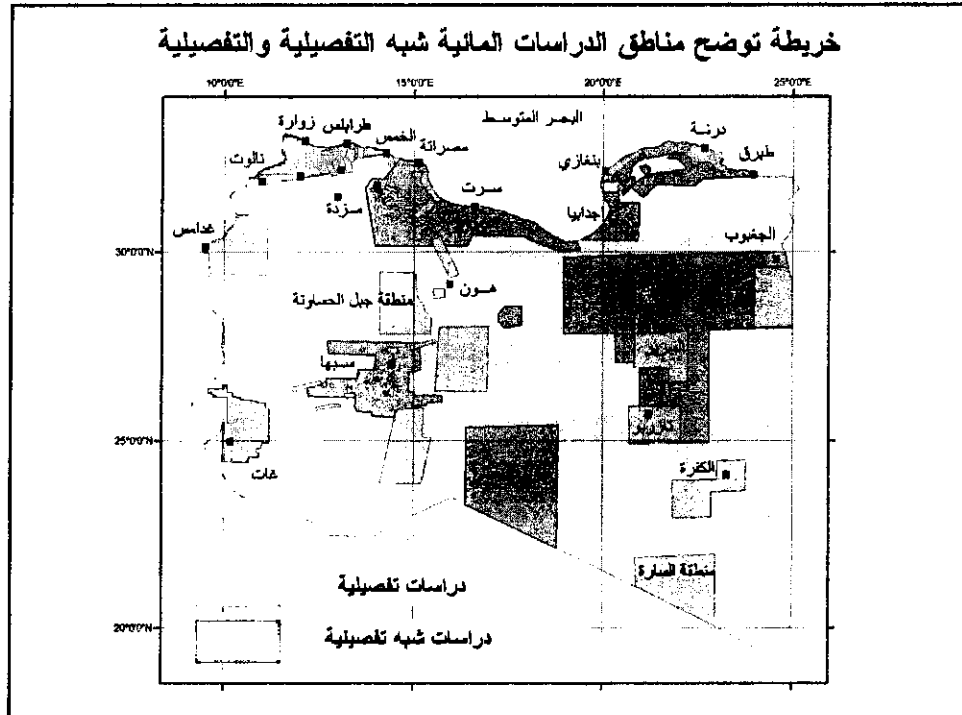 خريطة توضح مناطق الدراسات المائية شبه التفصيلية والتفصيلية
10°0'0"E
15°0'0"E
20°0'0"E
25°0'0"E
البحر المتوسط
زوارة
طرابلس
الخمس
مصراتة
درنة
طبرق
بنغازي
نالوت
سرت
مزدة
اجدابيا
غدامس
الجغبوب
30°0'0"N
هون
منطقة جبل الحساونة
سبها
تازربو
25°0'0"N
غات
الكفرة
منطقة السارة
دراسات تفصيلية
20°0'0"N
دراسات شبه تفصيلية